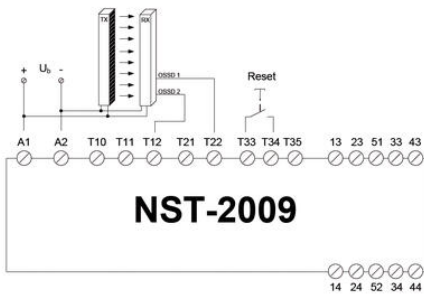 TX RX
+ U_b -
OSSD 1
OSSD 2
Reset
A1 A2 T10 T11 T12 T21 T22 T33 T34 T35 13 23 51 33 43
NST-2009
14 24 52 34 44